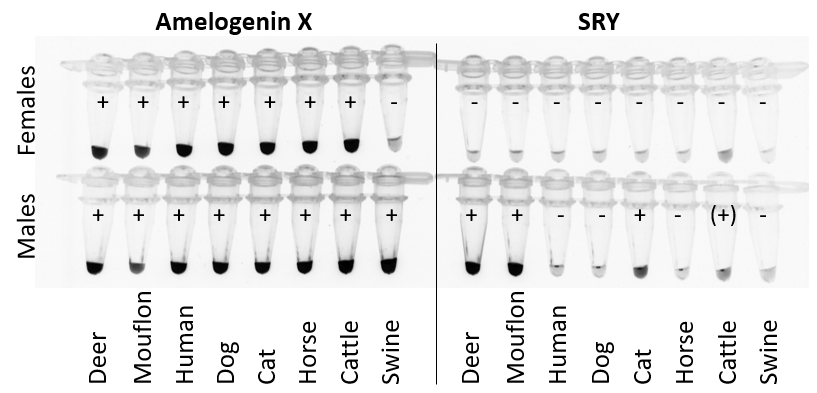 Amelogenin X SRY
Females + + + + + + + - - - - - - - - -
Males + + + + + + + + + + - - + - (+) -
Deer Mouflon Human Dog Cat Horse Cattle Swine Deer Mouflon Human Dog Cat Horse Cattle Swine